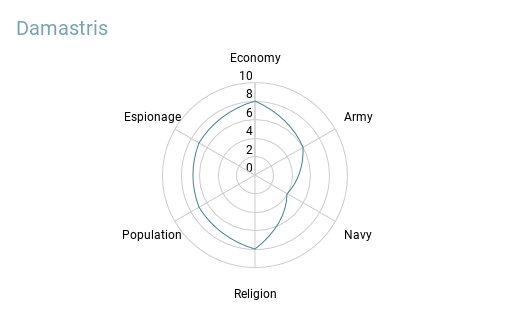 Damastris
Economy
10
8
6
4
2
0
Espionage
Army
Population
Navy
Religion